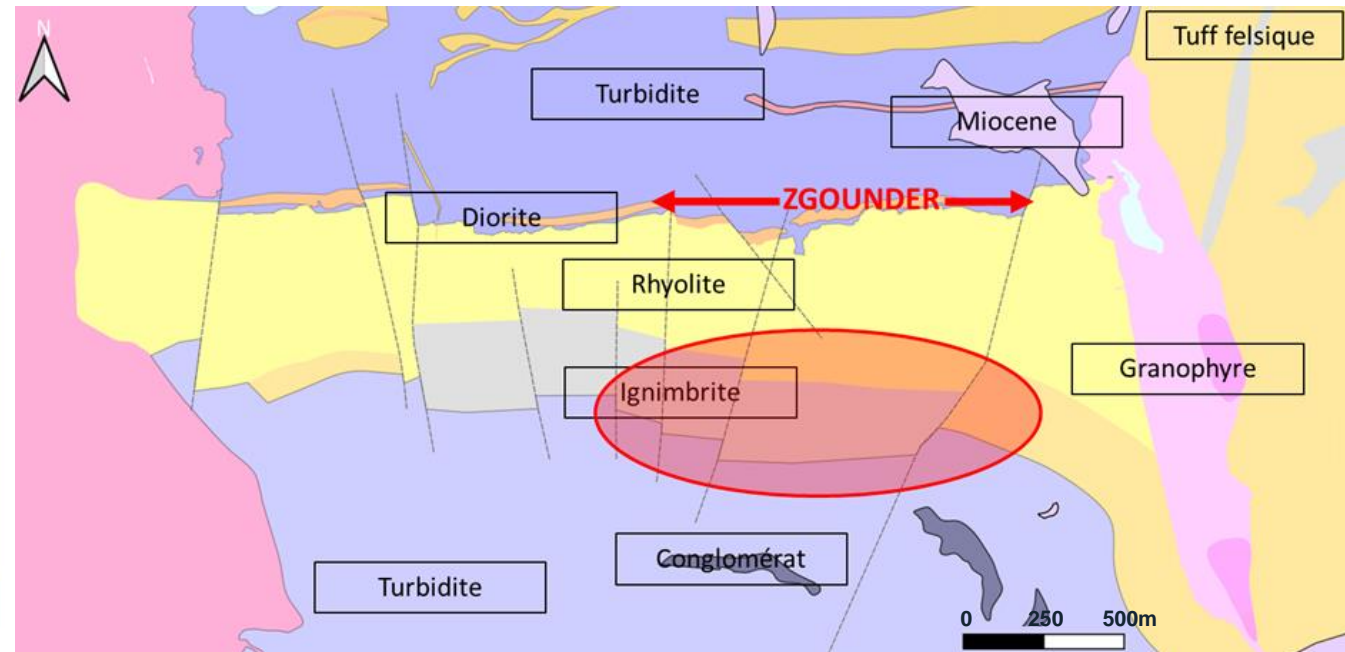 N
Tuff felsique
Turbidite
Miocene
ZGOUNDER
Diorite
Rhyolite
Granophyre
Ignimbrite
Conglomérat
Turbidite
0 250 500m